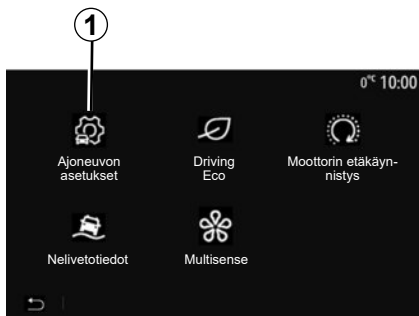 1
0°C 10:00
Ajoneuvon
asetukset
Driving
Eco
Moottorin etäkäyn-
nistys
Nelivetotiedot
Multisense